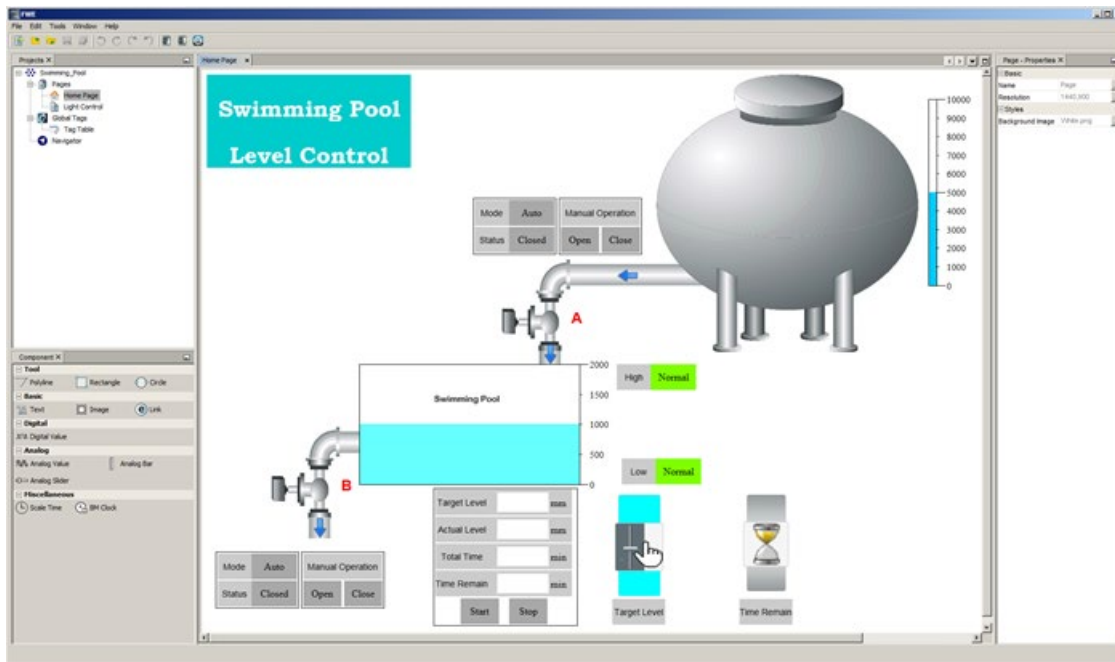 FWE
File Edit Tools Window Help
Projects
Swimming_Pool
Pages
Home Page
Light Control
Global Tags
Tag Table
Navigator
Component
Tool
Polyline Rectangle Circle
Basic
Text Image Link
Digital
Digital Value
Analog
Analog Value Analog Bar
Analog Slider
Miscellaneous
Scale Time BM Clock
Home Page
Swimming Pool
Level Control
Mode Auto Manual Operation
Status Closed Open Close
A
10000
9000
8000
7000
6000
5000
4000
3000
2000
1000
0
Swimming Pool
2000
1500
1000
500
0
High Normal
Low Normal
B
Mode Auto Manual Operation
Status Closed Open Close
Target Level mm
Actual Level mm
Total Time min
Time Remain min
Start Stop
Target Level
Time Remain
Page - Properties
Basic
Name Page
Resolution 1440,900
Styles
Background Image White.png